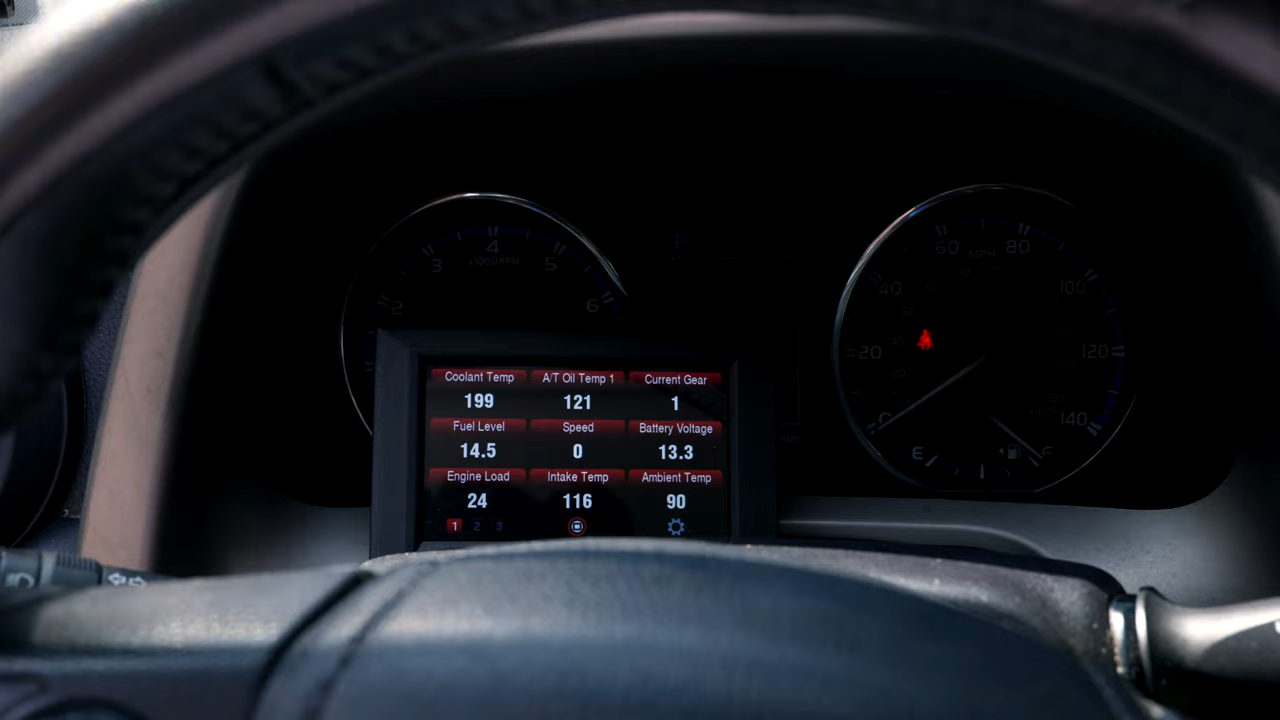 P
4
3
5
x1000RPM
2
6
60
80
MPH
40
100
20
120
140
E
F
Coolant Temp
A/T Oil Temp 1
Current Gear
199
121
1
Fuel Level
Speed
Battery Voltage
14.5
0
13.3
Engine Load
Intake Temp
Ambient Temp
24
116
90
1 2 3